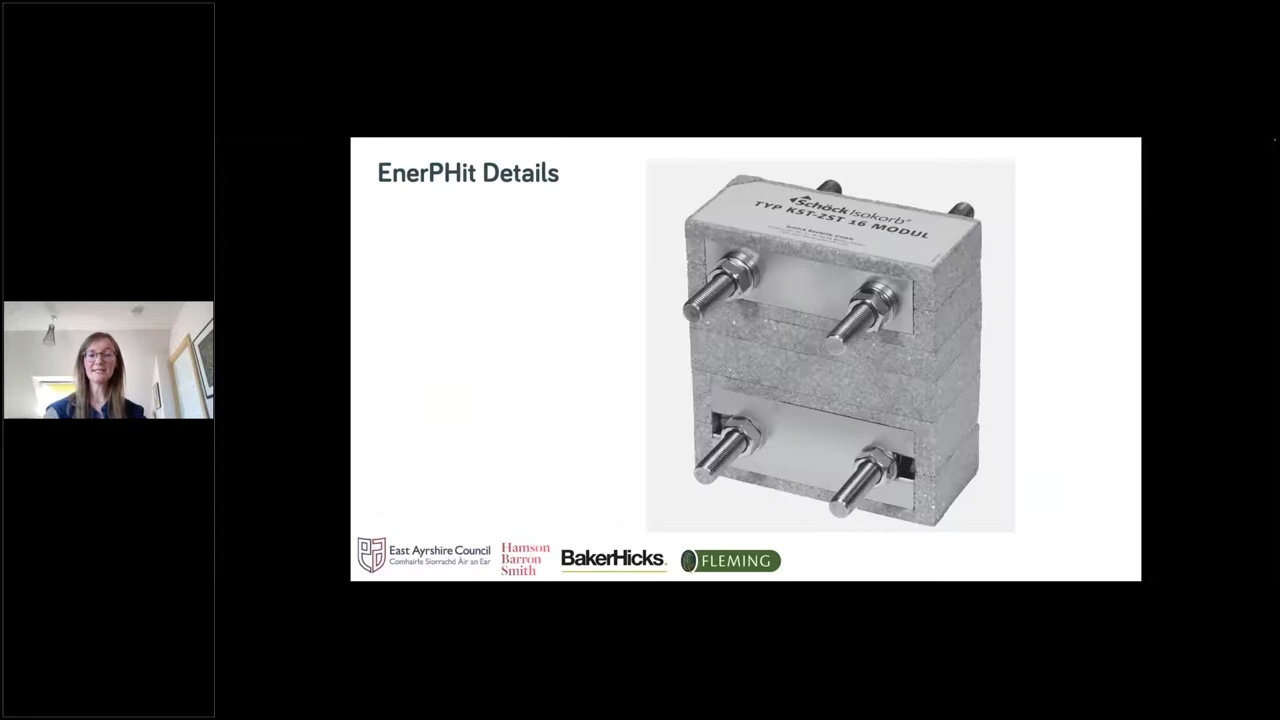 EnerPHit Details
Schöck Isokorb®
TYP KST-ZST 16 MODUL
East Ayrshire Council
Comhairle Siorrachd Àir an Ear
Hamson
Barron
Smith
BakerHicks.
FLEMING